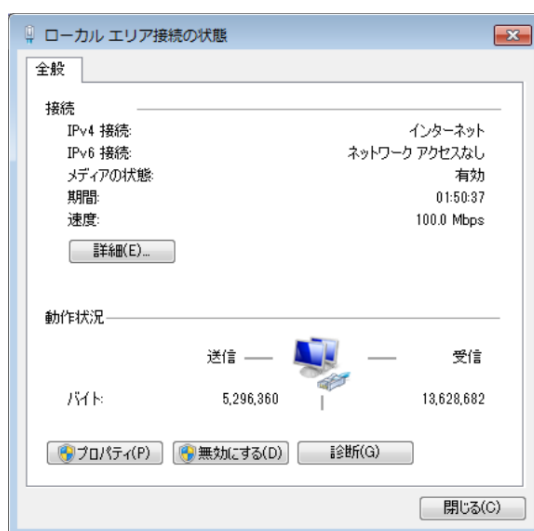 ローカル エリア接続の状態
全般
接続
IPv4 接続: インターネット
IPv6 接続: ネットワーク アクセスなし
メディアの状態: 有効
期間: 01:50:37
速度: 100.0 Mbps
詳細(E)...
動作状況
送信 受信
バイト: 5,296,360 13,628,682
プロパティ(P) 無効にする(D) 診断(G)
閉じる(C)